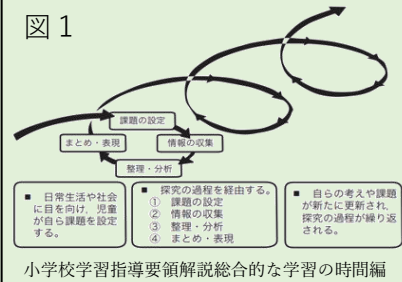 図1
課題の設定
まとめ・表現
情報の収集
整理・分析
■ 日常生活や社会
に目を向け、児童
が自ら課題を設定
する。
■ 探究の過程を経由する。
① 課題の設定
② 情報の収集
③ 整理・分析
④ まとめ・表現
■ 自らの考えや課題
が新たに更新され、
探究の過程が繰り返
される。
小学校学習指導要領解説総合的な学習の時間編